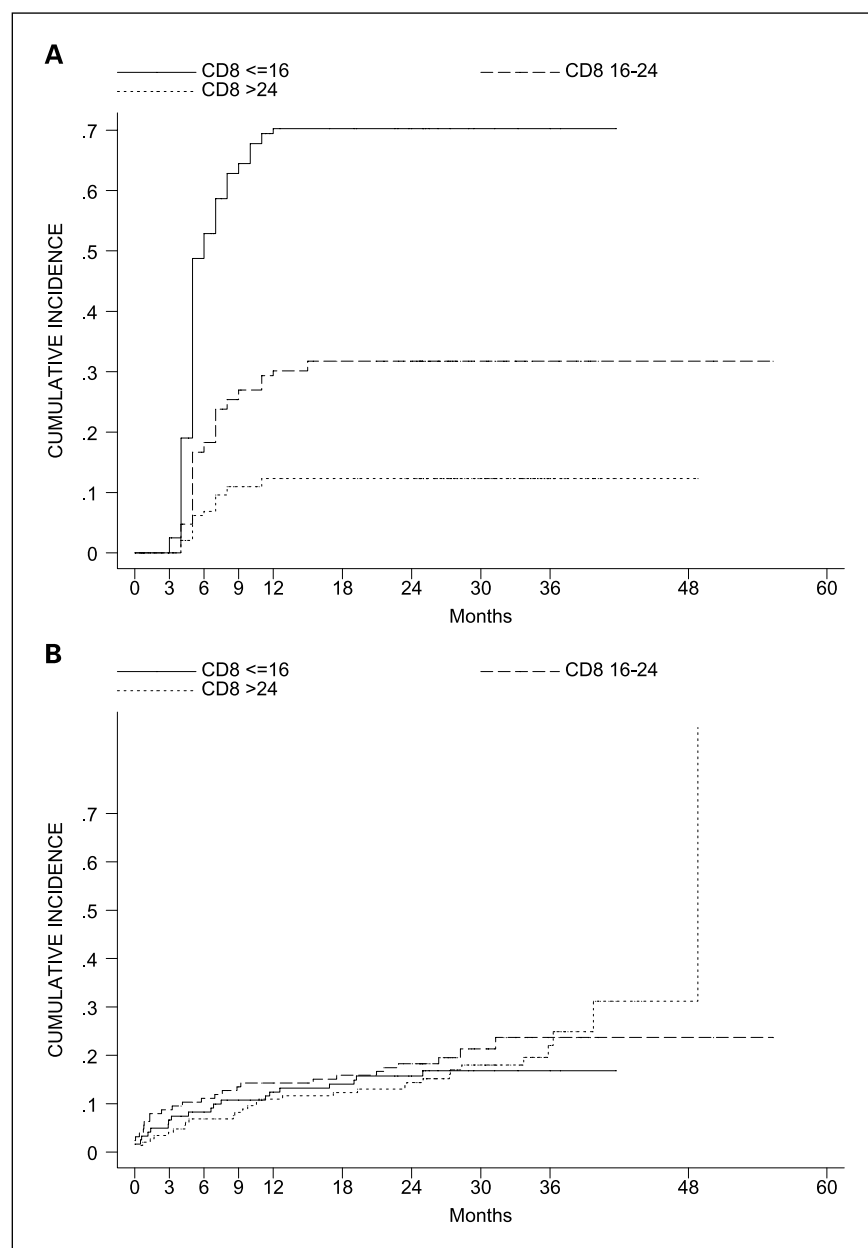 A
CD8 <=16 CD8 16-24
CD8 >24
.7
.6
.5
.4
.3
.2
.1
0
CUMULATIVE INCIDENCE
0 3 6 9 12 18 24 30 36 48 60
Months
B
CD8 <=16 CD8 16-24
CD8 >24
.7
.6
.5
.4
.3
.2
.1
0
CUMULATIVE INCIDENCE
0 3 6 9 12 18 24 30 36 48 60
Months